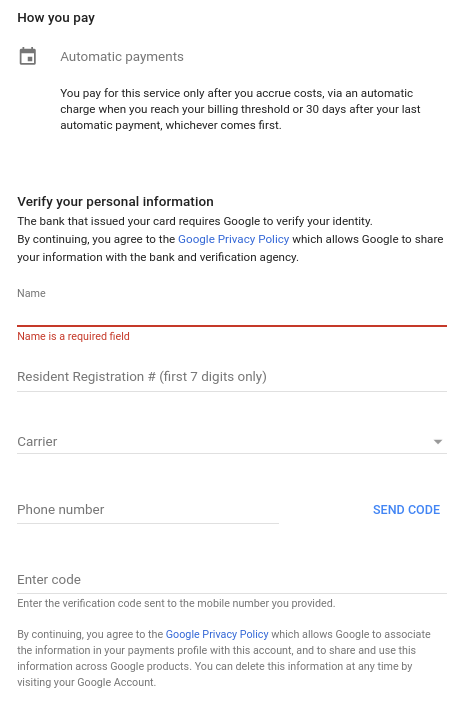 How you pay
Automatic payments
You pay for this service only after you accrue costs, via an automatic
charge when you reach your billing threshold or 30 days after your last
automatic payment, whichever comes first.
Verify your personal information
The bank that issued your card requires Google to verify your identity.
By continuing, you agree to the Google Privacy Policy which allows Google to share
your information with the bank and verification agency.
Name
Name is a required field
Resident Registration # (first 7 digits only)
Carrier
Phone number SEND CODE
Enter code
Enter the verification code sent to the mobile number you provided.
By continuing, you agree to the Google Privacy Policy which allows Google to associate
the information in your payments profile with this account, and to share and use this
information across Google products. You can delete this information at any time by
visiting your Google Account.